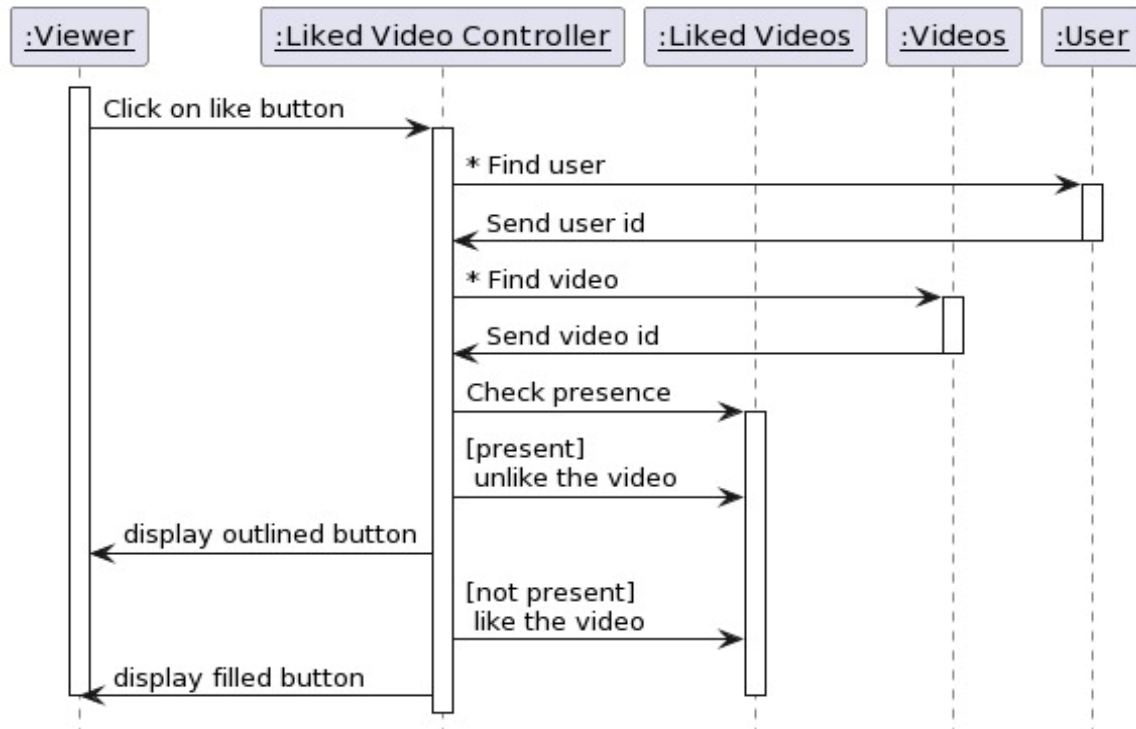 :Viewer
:Liked Video Controller
:Liked Videos
:Videos
:User
Click on like button
* Find user
Send user id
* Find video
Send video id
Check presence
[present]
unlike the video
display outlined button
[not present]
like the video
display filled button